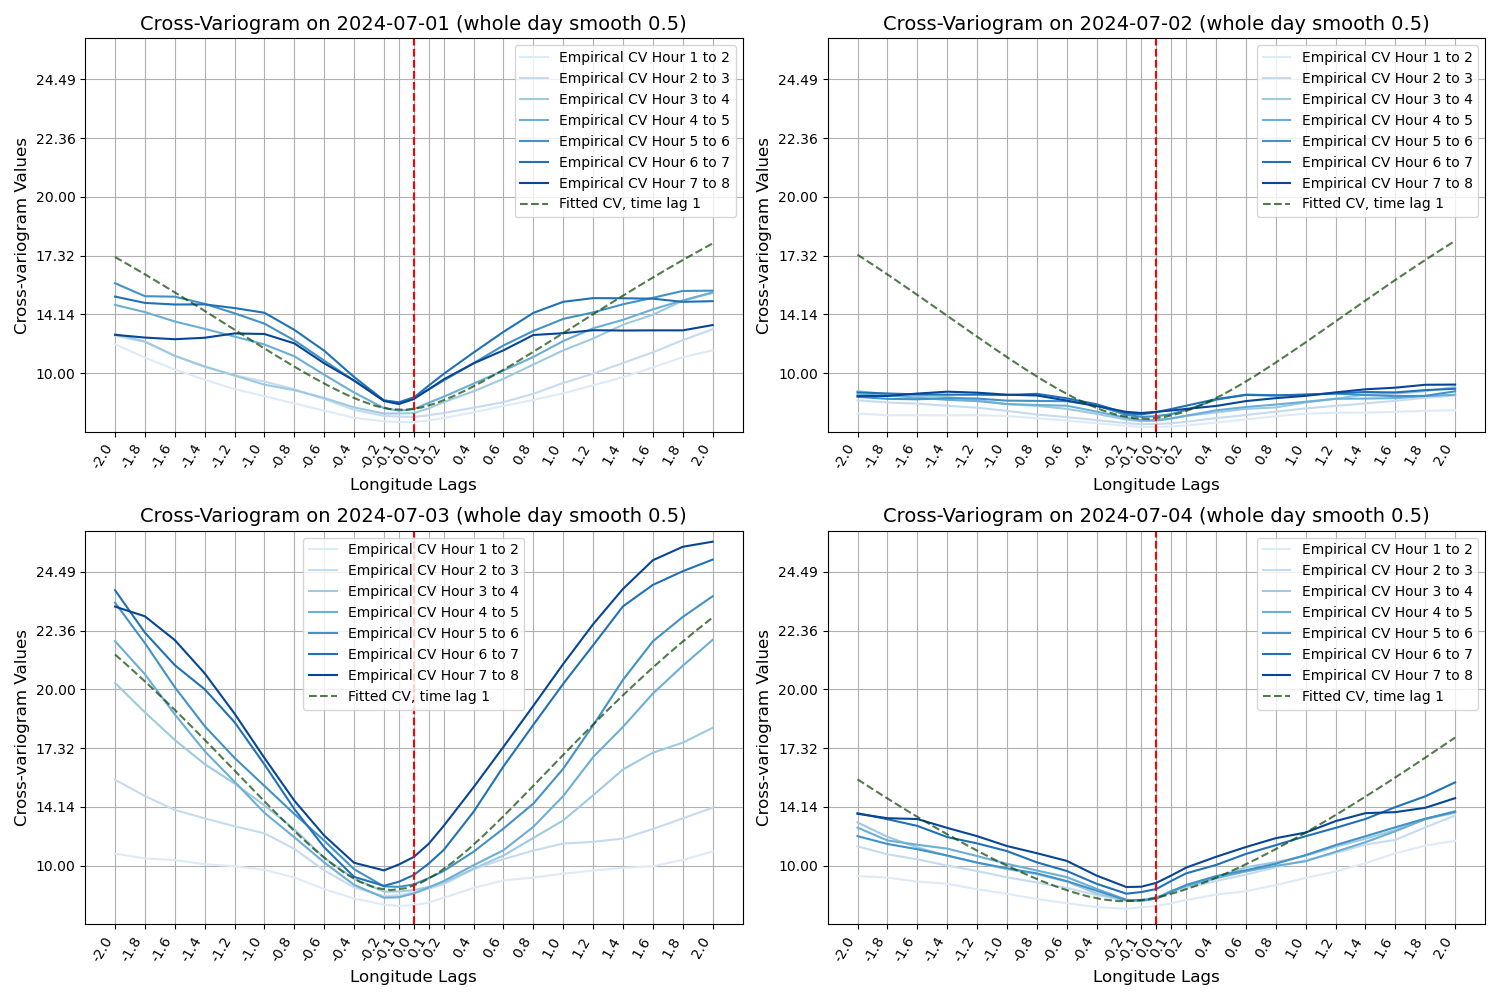 Cross-Variogram on 2024-07-01 (whole day smooth 0.5)
Cross-variogram Values
24.49
22.36
20.00
17.32
14.14
10.00
Empirical CV Hour 1 to 2
Empirical CV Hour 2 to 3
Empirical CV Hour 3 to 4
Empirical CV Hour 4 to 5
Empirical CV Hour 5 to 6
Empirical CV Hour 6 to 7
Empirical CV Hour 7 to 8
Fitted CV, time lag 1
-2.0 -1.8 -1.6 -1.4 -1.2 -1.0 -0.8 -0.6 -0.4 -0.2 -0.1 0.0 0.1 0.2 0.4 0.6 0.8 1.0 1.2 1.4 1.6 1.8 2.0
Longitude Lags
Cross-Variogram on 2024-07-02 (whole day smooth 0.5)
Cross-variogram Values
24.49
22.36
20.00
17.32
14.14
10.00
Empirical CV Hour 1 to 2
Empirical CV Hour 2 to 3
Empirical CV Hour 3 to 4
Empirical CV Hour 4 to 5
Empirical CV Hour 5 to 6
Empirical CV Hour 6 to 7
Empirical CV Hour 7 to 8
Fitted CV, time lag 1
-2.0 -1.8 -1.6 -1.4 -1.2 -1.0 -0.8 -0.6 -0.4 -0.2 -0.1 0.0 0.1 0.2 0.4 0.6 0.8 1.0 1.2 1.4 1.6 1.8 2.0
Longitude Lags
Cross-Variogram on 2024-07-03 (whole day smooth 0.5)
Cross-variogram Values
24.49
22.36
20.00
17.32
14.14
10.00
Empirical CV Hour 1 to 2
Empirical CV Hour 2 to 3
Empirical CV Hour 3 to 4
Empirical CV Hour 4 to 5
Empirical CV Hour 5 to 6
Empirical CV Hour 6 to 7
Empirical CV Hour 7 to 8
Fitted CV, time lag 1
-2.0 -1.8 -1.6 -1.4 -1.2 -1.0 -0.8 -0.6 -0.4 -0.2 -0.1 0.0 0.1 0.2 0.4 0.6 0.8 1.0 1.2 1.4 1.6 1.8 2.0
Longitude Lags
Cross-Variogram on 2024-07-04 (whole day smooth 0.5)
Cross-variogram Values
24.49
22.36
20.00
17.32
14.14
10.00
Empirical CV Hour 1 to 2
Empirical CV Hour 2 to 3
Empirical CV Hour 3 to 4
Empirical CV Hour 4 to 5
Empirical CV Hour 5 to 6
Empirical CV Hour 6 to 7
Empirical CV Hour 7 to 8
Fitted CV, time lag 1
-2.0 -1.8 -1.6 -1.4 -1.2 -1.0 -0.8 -0.6 -0.4 -0.2 -0.1 0.0 0.1 0.2 0.4 0.6 0.8 1.0 1.2 1.4 1.6 1.8 2.0
Longitude Lags